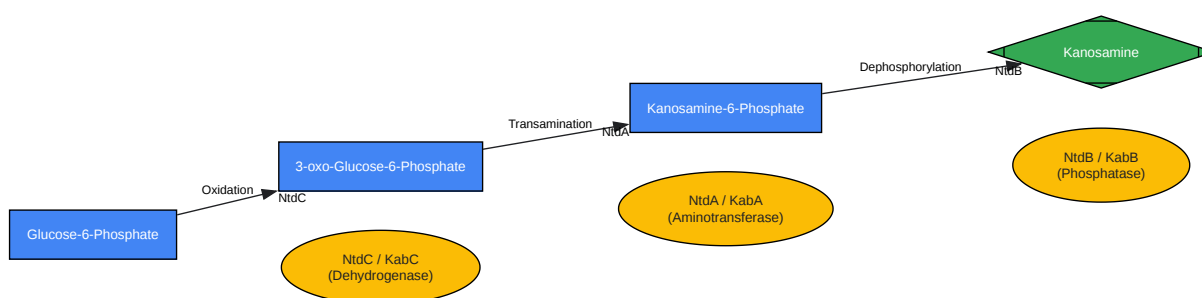 Glucose-6-Phosphate
Oxidation
NtdC
3-oxo-Glucose-6-Phosphate
Transamination
NtdA
Kanosamine-6-Phosphate
Dephosphorylation
NtdB
Kanosamine
NtdC / KabC
(Dehydrogenase)
NtdA / KabA
(Aminotransferase)
NtdB / KabB
(Phosphatase)